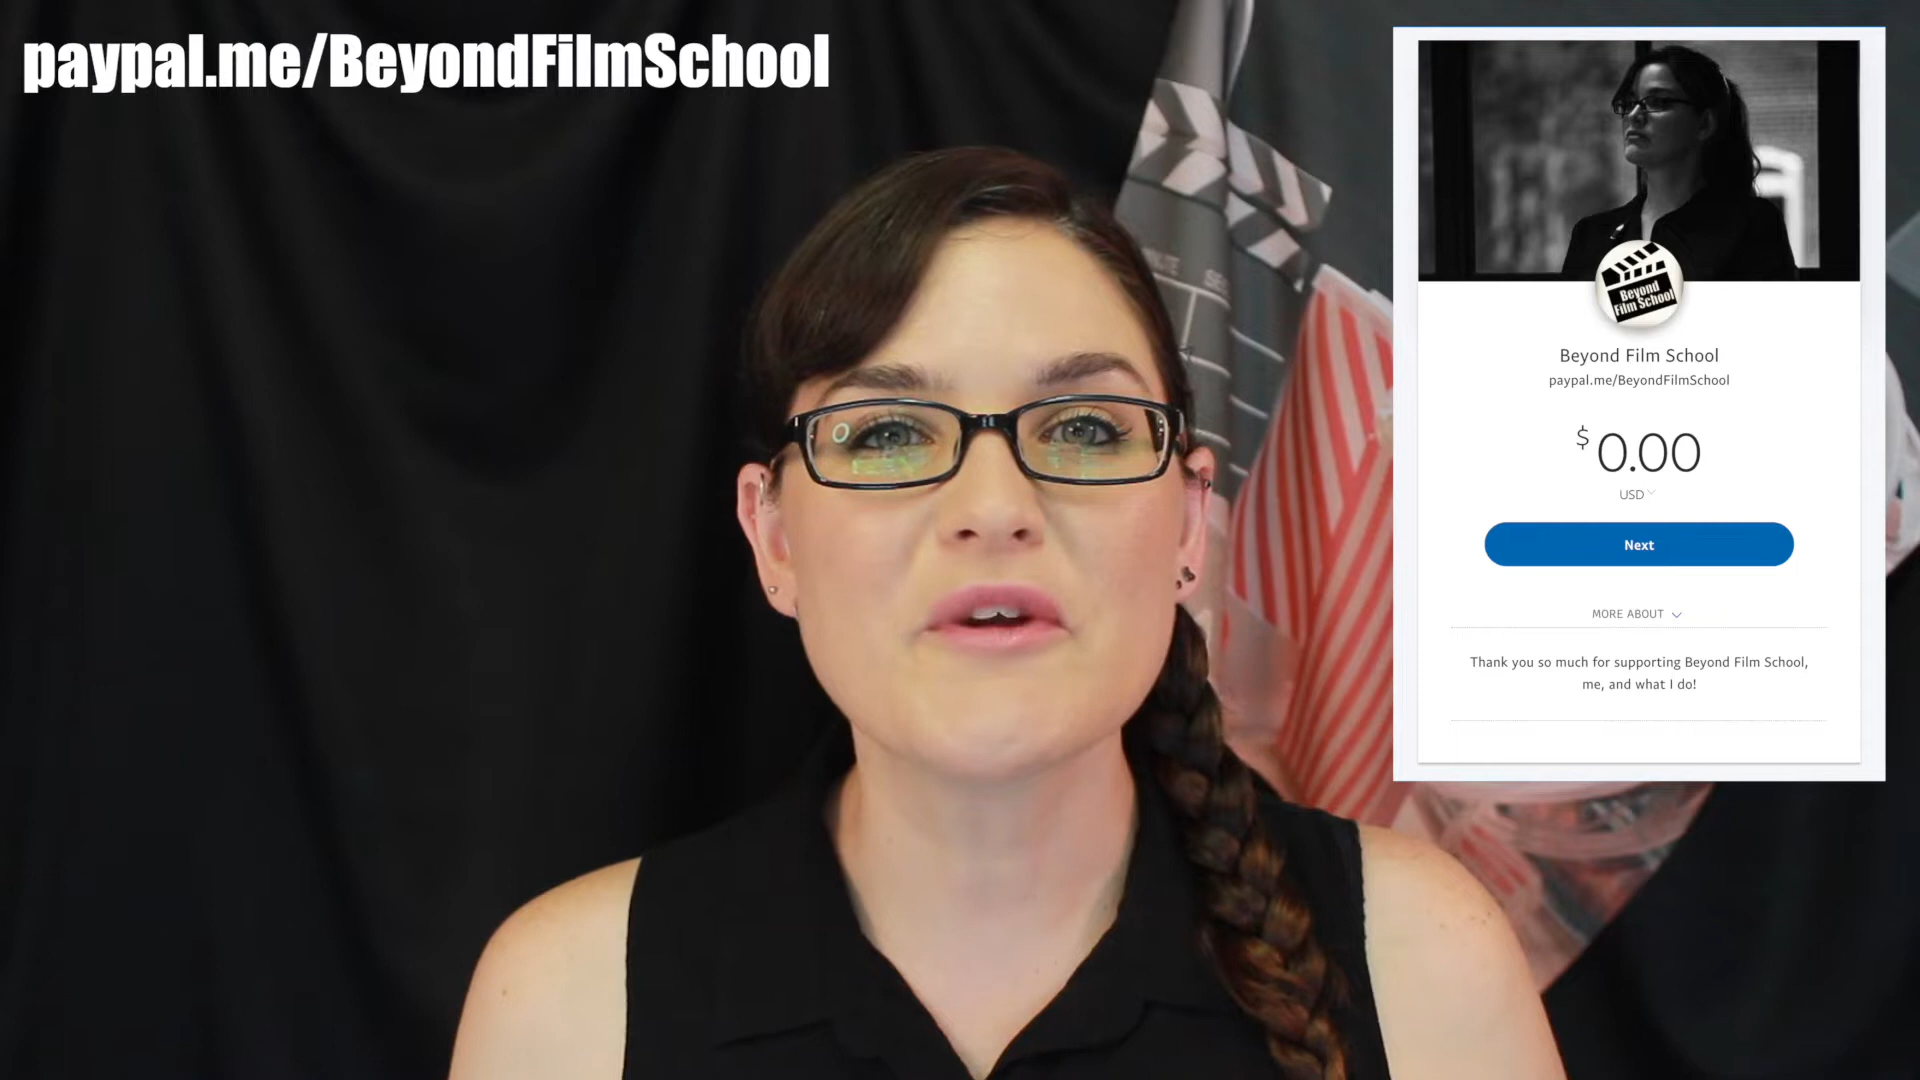 paypal.me/BeyondFilmSchool
Beyond
Film School
Beyond Film School
paypal.me/BeyondFilmSchool
$0.00
USD
Next
MORE ABOUT
Thank you so much for supporting Beyond Film School,
me, and what I do!